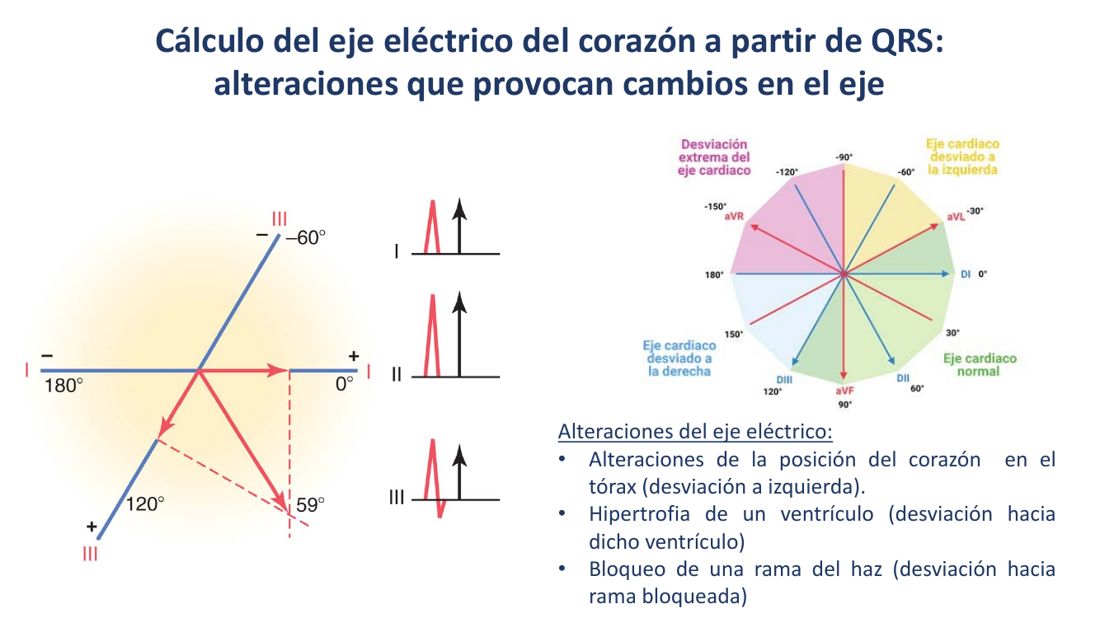 Cálculo del eje eléctrico del corazón a partir de QRS:
alteraciones que provocan cambios en el eje
III
– –60°
I – + I
180° 0°
120° 59°
+
III
I
II
III
Desviación
extrema del
eje cardiaco
Eje cardiaco
desviado a
la izquierda
-90°
-120° -60°
-150° -30°
aVR aVL
180° DI 0°
150° 30°
Eje cardiaco
desviado a
la derecha
Eje cardiaco
normal
DIII DII
120° aVF 60°
90°
Alteraciones del eje eléctrico:
• Alteraciones de la posición del corazón en el
tórax (desviación a izquierda).
• Hipertrofia de un ventrículo (desviación hacia
dicho ventrículo)
• Bloqueo de una rama del haz (desviación hacia
rama bloqueada)